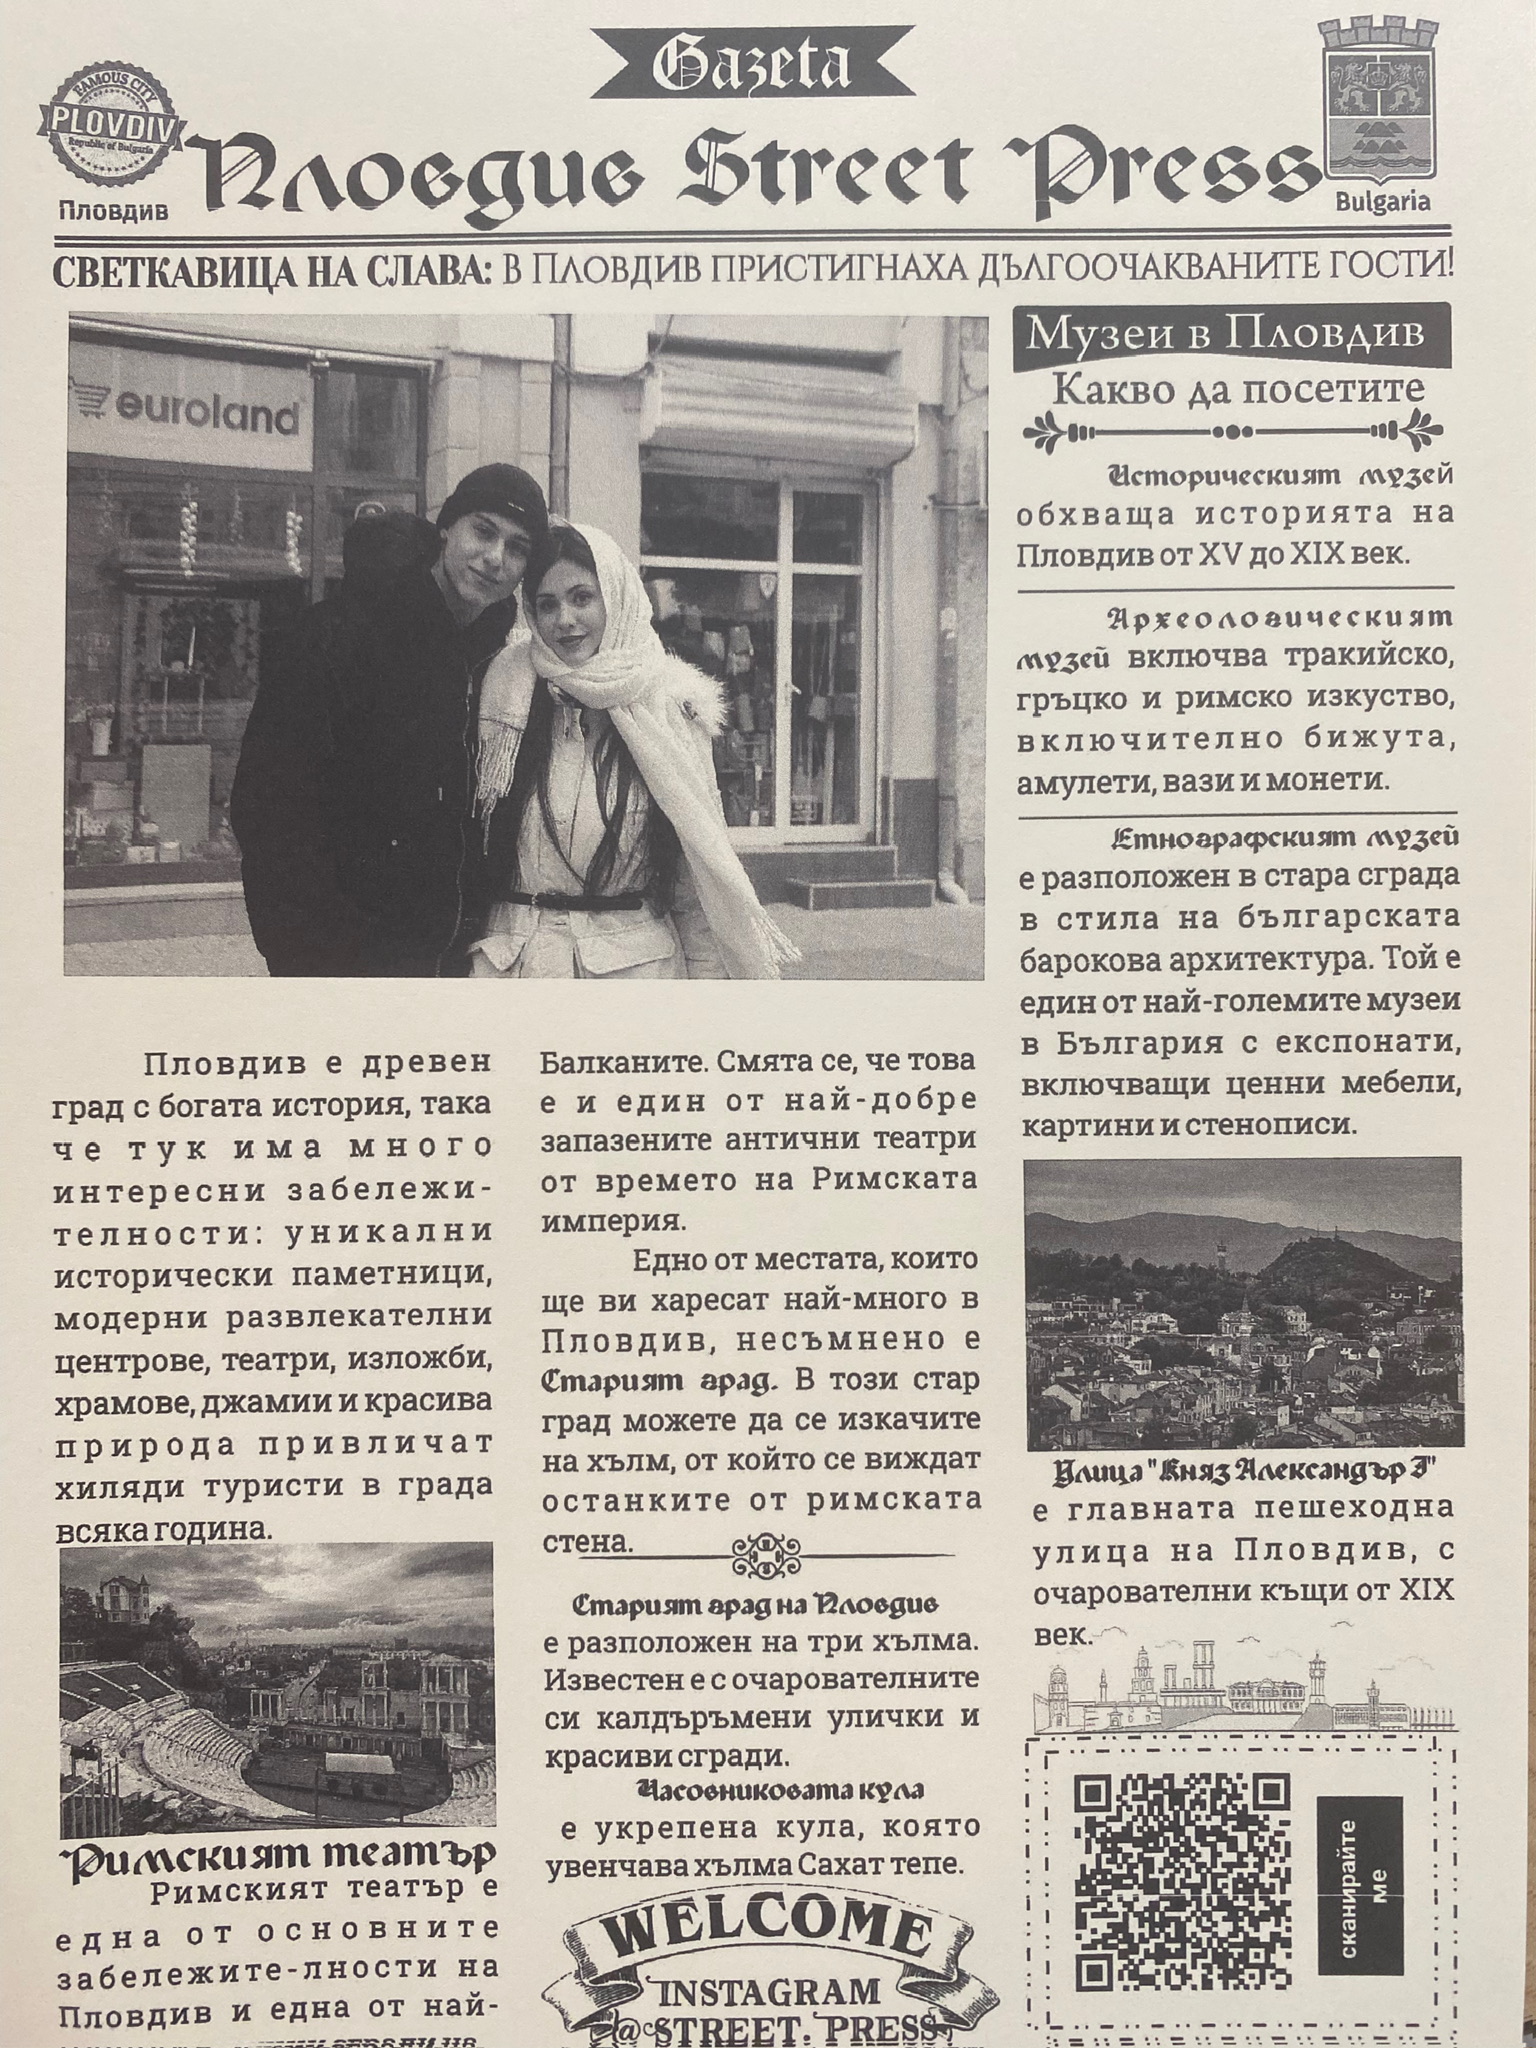 Gazeta
FAMOUS CITY
PLOVDIV
Republic of Bulgaria
Пловдив
Пловдив Street Press
Bulgaria
СВЕТКАВИЦА НА СЛАВА: В ПЛОВДИВ ПРИСТИГНАХА ДЪЛГООЧАКВАНИТЕ ГОСТИ!
euroland
Пловдив е древен
град с богата история, така
че тук има много
интересни забележи-
телности: уникални
исторически паметници,
модерни развлекателни
центрове, театри, изложби,
храмове, джамии и красива
природа привличат
хиляди туристи в града
всяка година.
Римският театър
Римският театър е
една от основните
забележите-лности на
Пловдив и една от най-
Балканите. Смята се, че това
е и един от най-добре
запазените антични театри
от времето на Римската
империя.
Едно от местата, които
ще ви харесат най-много в
Пловдив, несъмнено е
Старият град. В този стар
град можете да се изкачите
на хълм, от който се виждат
останките от римската
стена.
Старият град на Пловдив
е разположен на три хълма.
Известен е с очарователните
си калдъръмени улички и
красиви сгради.
Часовниковата кула
е укрепена кула, която
увенчава хълма Сахат тепе.
WELCOME
INSTAGRAM
@STREET. PRESS
Музеи в Пловдив
Какво да посетите
Историческият музей
обхваща историята на
Пловдив от XV до XIX век.
Археологическият
музей включва тракийско,
гръцко и римско изкуство,
включително бижута,
амулети, вази и монети.
Етнографският музей
е разположен в стара сграда
в стила на българската
барокова архитектура. Той е
един от най-големите музеи
в България с експонати,
включващи ценни мебели,
картини и стенописи.
Улица "Княз Александър I"
е главната пешеходна
улица на Пловдив, с
очарователни къщи от XIX
век.
сканирайте
ме